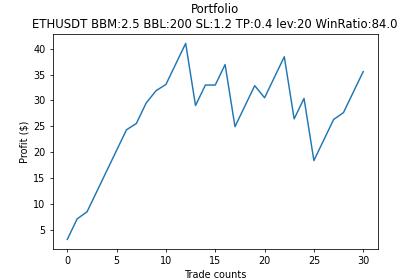 Portfolio
ETHUSDT BBM:2.5 BBL:200 SL:1.2 TP:0.4 lev:20 WinRatio:84.0
Profit ($)
40
35
30
25
20
15
10
5
0 5 10 15 20 25 30
Trade counts